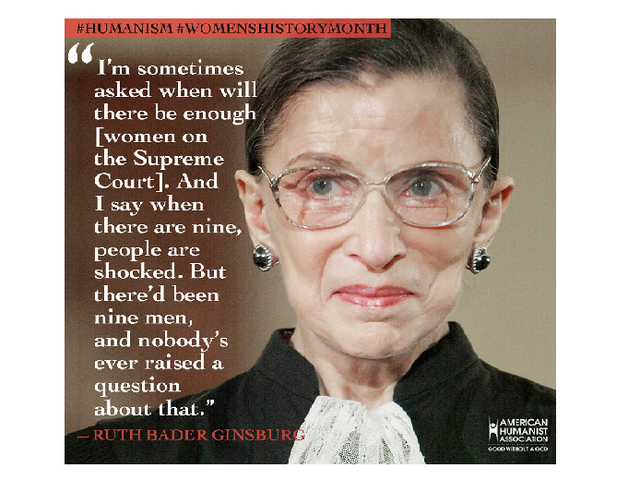 #HUMANISM #WOMENSHISTORYMONTH
“I'm sometimes
asked when will
there be enough
[women on
the Supreme
Court]. And
I say when
there are nine,
people are
shocked. But
there'd been
nine men,
and nobody's
ever raised a
question
about that.”
— RUTH BADER GINSBURG
AMERICAN
HUMANIST
ASSOCIATION
GOOD WITHOUT A GOD